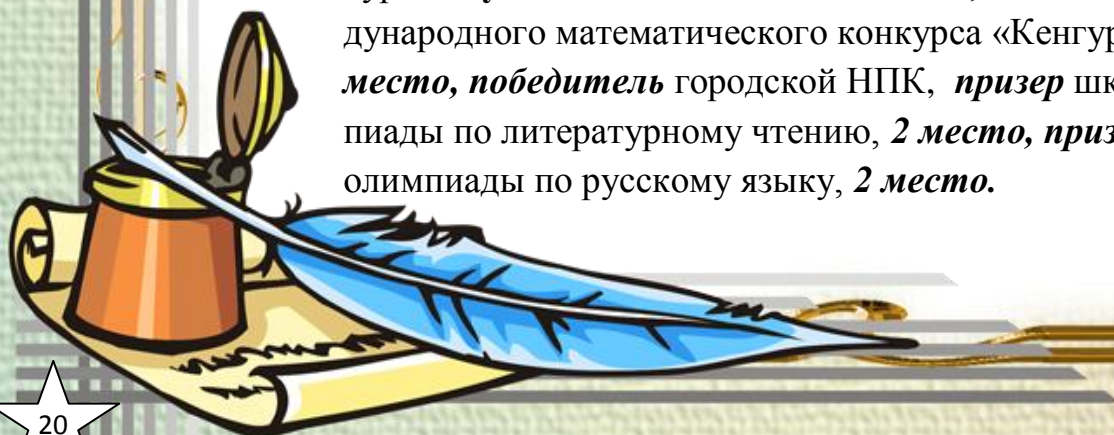 дународного математического конкурса «Кенгур
место, победитель городской НПК, призер шк
пиады по литературному чтению, 2 место, приз
олимпиады по русскому языку, 2 место.
20